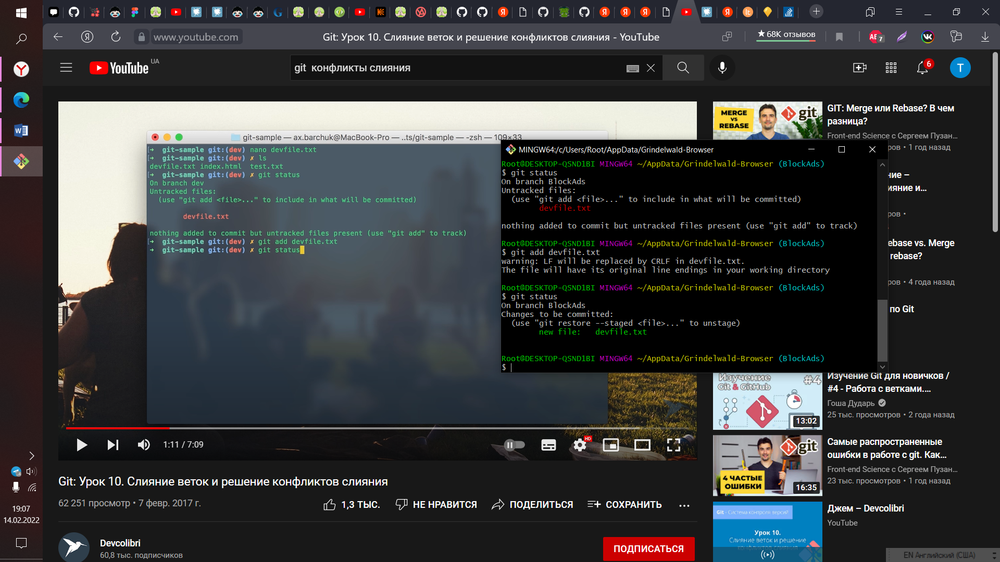 www.youtube.com
Git: Урок 10. Слияние веток и решение конфликтов слияния - YouTube
★ 68K отзывов
7
YouTube
UA
git конфликты слияния
6
T
git-sample — ax.barchuk@MacBook-Pro — ..ts/git-sample — -zsh — 109×33
[➜ git-sample git:(dev) nano devfile.txt
[➜ git-sample git:(dev) ✗ ls
devfile.txt index.html test.txt
[➜ git-sample git:(dev) ✗ git status
On branch dev
Untracked files:
(use "git add <file>..." to include in what will be committed)
devfile.txt
nothing added to commit but untracked files present (use "git add" to track)
[➜ git-sample git:(dev) ✗ git add devfile.txt
➜ git-sample git:(dev) ✗ git status
MINGW64:/c/Users/Root/AppData/Grindelwald-Browser
Root@DESKTOP-QSND1BI MINGW64 ~/AppData/Grindelwald-Browser (BlockAds)
$ git status
On branch BlockAds
Untracked files:
(use "git add <file>..." to include in what will be committed)
devfile.txt
nothing added to commit but untracked files present (use "git add" to track)
Root@DESKTOP-QSND1BI MINGW64 ~/AppData/Grindelwald-Browser (BlockAds)
$ git add devfile.txt
warning: LF will be replaced by CRLF in devfile.txt.
The file will have its original line endings in your working directory
Root@DESKTOP-QSND1BI MINGW64 ~/AppData/Grindelwald-Browser (BlockAds)
$ git status
On branch BlockAds
Changes to be committed:
(use "git restore --staged <file>..." to unstage)
new file: devfile.txt
Root@DESKTOP-QSND1BI MINGW64 ~/AppData/Grindelwald-Browser (BlockAds)
$
1:11 / 7:09
HD
Git: Урок 10. Слияние веток и решение конфликтов слияния
62 251 просмотр • 7 февр. 2017 г.
1,3 ТЫС.
НЕ НРАВИТСЯ
ПОДЕЛИТЬСЯ
СОХРАНИТЬ
Devcolibri
60,8 тыс. подписчиков
ПОДПИСАТЬСЯ
MERGE
VS
REBASE
git
GIT: Merge или Rebase? В чем
разница?
Front-end Science с Сергеем Пузан...
ров • 1 год назад
ние –
ияние и...
ров •
ebase vs. Merge
rebase?
ров • 4 года назад
по Git
Изучение
Git & GitHub
#4
13:02
Изучение Git для новичков /
#4 - Работа с ветками....
Гоша Дударь
25 тыс. просмотров • 2 года назад
git
4 ЧАСТЫЕ
ОШИБКИ
16:35
Самые распространенные
ошибки в работе с git. Как...
Front-end Science с Сергеем Пузан...
23 тыс. просмотров • 1 год назад
Git - Система контроля версий
Урок 10.
Слияние веток и решение
конфликтов слияния
Джем – Devcolibri
YouTube
19:07
14.02.2022
EN Английский (США)